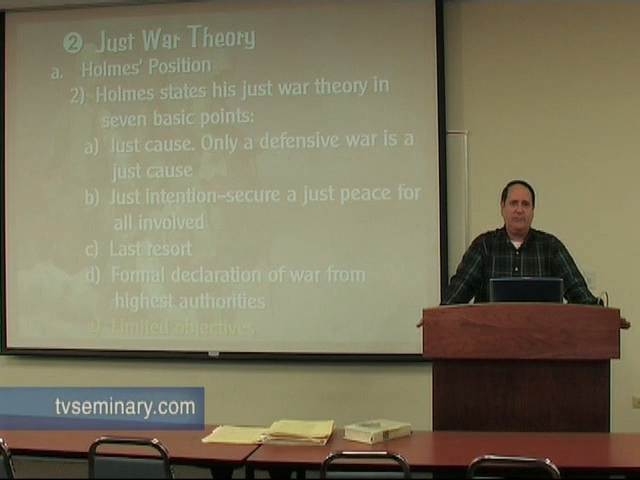 2 Just War Theory
a. Holmes' Position
2) Holmes states his just war theory in
seven basic points:
a) Just cause. Only a defensive war is a
just cause
b) Just intention–secure a just peace for
all involved
c) Last resort
d) Formal declaration of war from
highest authorities
e) Limited objectives
tvseminary.com